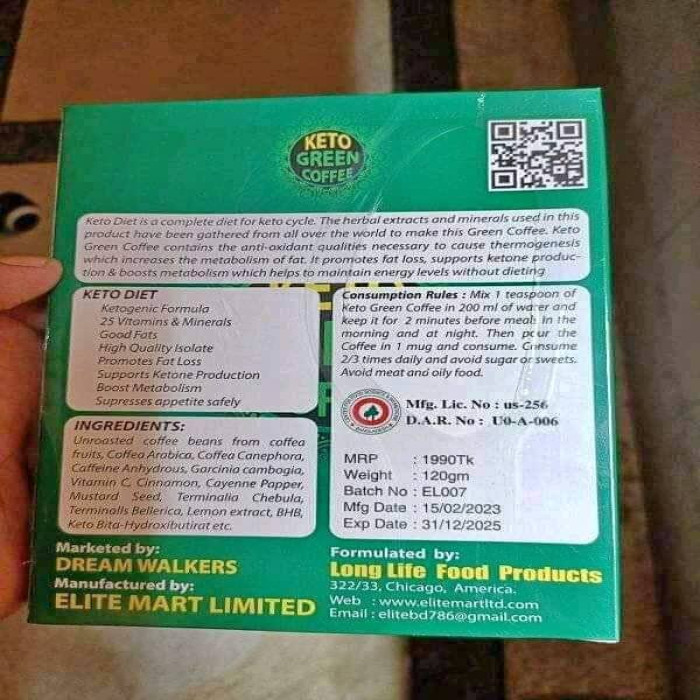 KETO
GREEN
COFFEE
Keto Diet is a complete diet for keto cycle. The herbal extracts and minerals used in this
product have been gathered from all over the world to make this Green Coffee. Keto
Green Coffee contains the anti-oxidant qualities necessary to cause thermogenesis
which increases the metabolism of fat. It promotes fat loss, supports ketone produc-
tion & boosts metabolism which helps to maintain energy levels without dieting
KETO DIET
Ketogenic Formula
25 Vitamins & Minerals
Good Fats
High Quality Isolate
Promotes Fat Loss
Supports Ketone Production
Boost Metabolism
Supresses appetite safely
INGREDIENTS:
Unroasted coffee beans from coffea
fruits, Coffea Arabica, Coffea Canephora,
Caffeine Anhydrous, Garcinia cambogia,
Vitamin C, Cinnamon, Cayenne Papper,
Mustard Seed, Terminalia Chebula,
Terminalls Bellerica, Lemon extract, BHB,
Keto Bita-Hydroxibutirat etc.
Marketed by:
DREAM WALKERS
Manufactured by:
ELITE MART LIMITED
Consumption Rules : Mix 1 teaspoon of
Keto Green Coffee in 200 ml of water and
keep it for 2 minutes before meals in the
morning and at night. Then pour the
Coffee in 1 mug and consume. Consume
2/3 times daily and avoid sugar or sweets.
Avoid meat and oily food.
Mfg. Lic. No : us-256
D.A.R. No : U0-A-006
MRP : 1990Tk
Weight : 120gm
Batch No : EL007
Mfg Date : 15/02/2023
Exp Date : 31/12/2025
Formulated by:
Long Life Food Products
322/33, Chicago, America.
Web : www.elitemartltd.com
Email : elitebd786@gmail.com